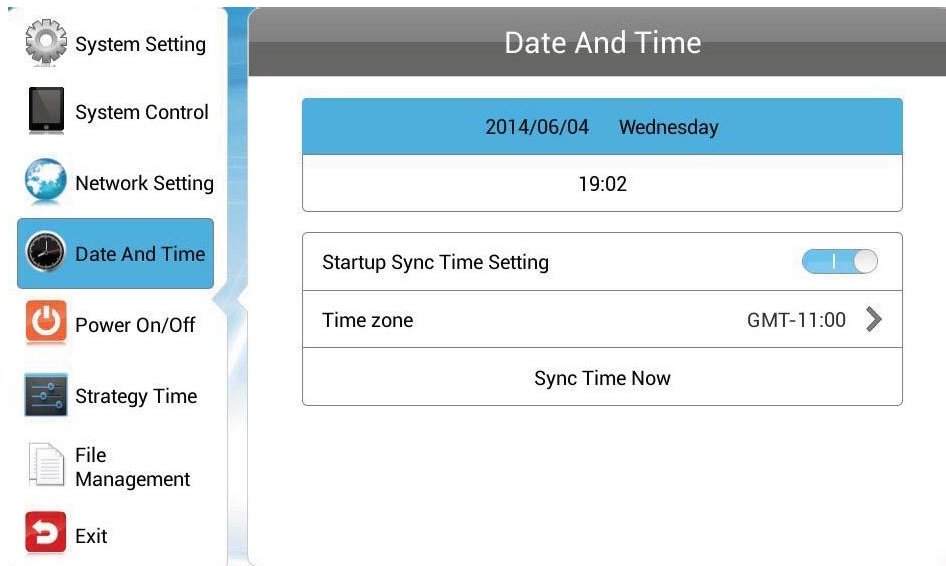 System Setting
System Control
Network Setting
Date And Time
Power On/Off
Strategy Time
File
Management
Exit
Date And Time
2014/06/04 Wednesday
19:02
Startup Sync Time Setting
Time zone GMT-11:00
Sync Time Now